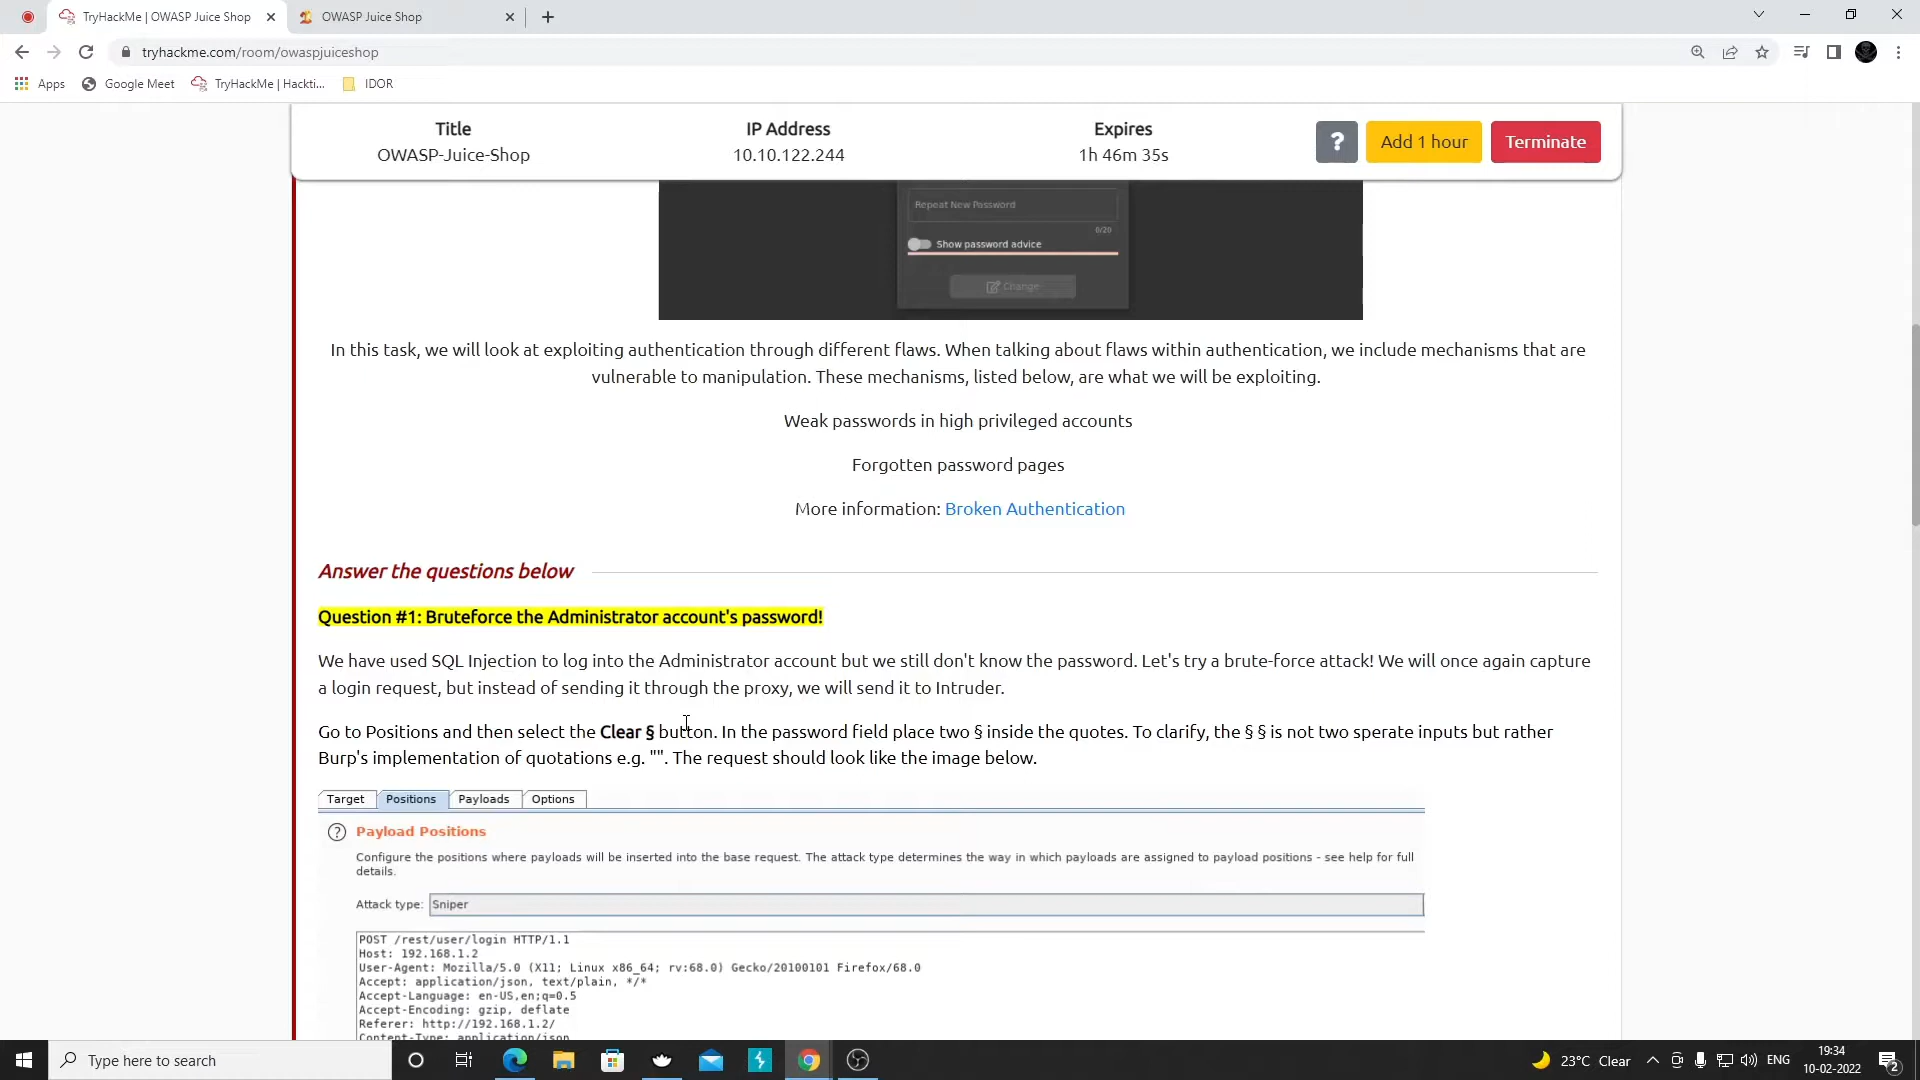 TryHackMe | OWASP Juice Shop
OWASP Juice Shop
tryhackme.com/room/owaspjuiceshop
Apps
Google Meet
TryHackMe | Hackti...
IDOR
Title
IP Address
Expires
OWASP-Juice-Shop
10.10.122.244
1h 46m 35s
?
Add 1 hour
Terminate
Repeat New Password
0/20
Show password advice
Change
In this task, we will look at exploiting authentication through different flaws. When talking about flaws within authentication, we include mechanisms that are
vulnerable to manipulation. These mechanisms, listed below, are what we will be exploiting.
Weak passwords in high privileged accounts
Forgotten password pages
More information: Broken Authentication
Answer the questions below
Question #1: Bruteforce the Administrator account's password!
We have used SQL Injection to log into the Administrator account but we still don't know the password. Let's try a brute-force attack! We will once again capture
a login request, but instead of sending it through the proxy, we will send it to Intruder.
Go to Positions and then select the Clear § button. In the password field place two § inside the quotes. To clarify, the § § is not two sperate inputs but rather
Burp's implementation of quotations e.g. "". The request should look like the image below.
Target
Positions
Payloads
Options
? Payload Positions
Configure the positions where payloads will be inserted into the base request. The attack type determines the way in which payloads are assigned to payload positions - see help for full
details.
Attack type: Sniper
POST /rest/user/login HTTP/1.1
Host: 192.168.1.2
User-Agent: Mozilla/5.0 (X11; Linux x86_64; rv:68.0) Gecko/20100101 Firefox/68.0
Accept: application/json, text/plain, */*
Accept-Language: en-US,en;q=0.5
Accept-Encoding: gzip, deflate
Referer: http://192.168.1.2/
Content-Type: application/json
Type here to search
23°C Clear
ENG
19:34
10-02-2022
2